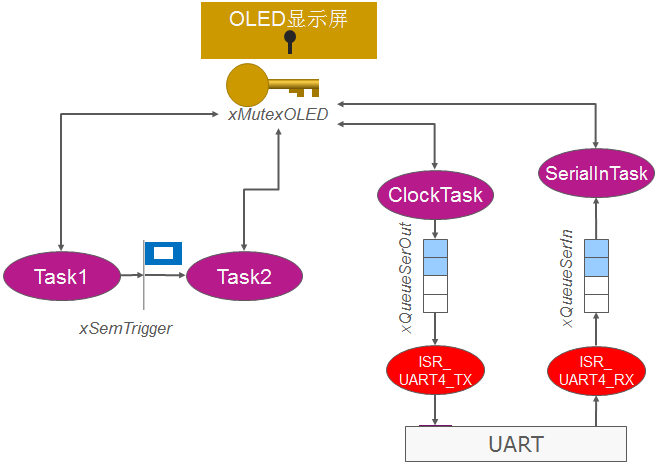 OLED显示屏
xMutexOLED
ClockTask
SerialInTask
Task1
Task2
xSemTrigger
xQueueSerOut
xQueueSerIn
ISR_
UART4_TX
ISR_
UART4_RX
UART